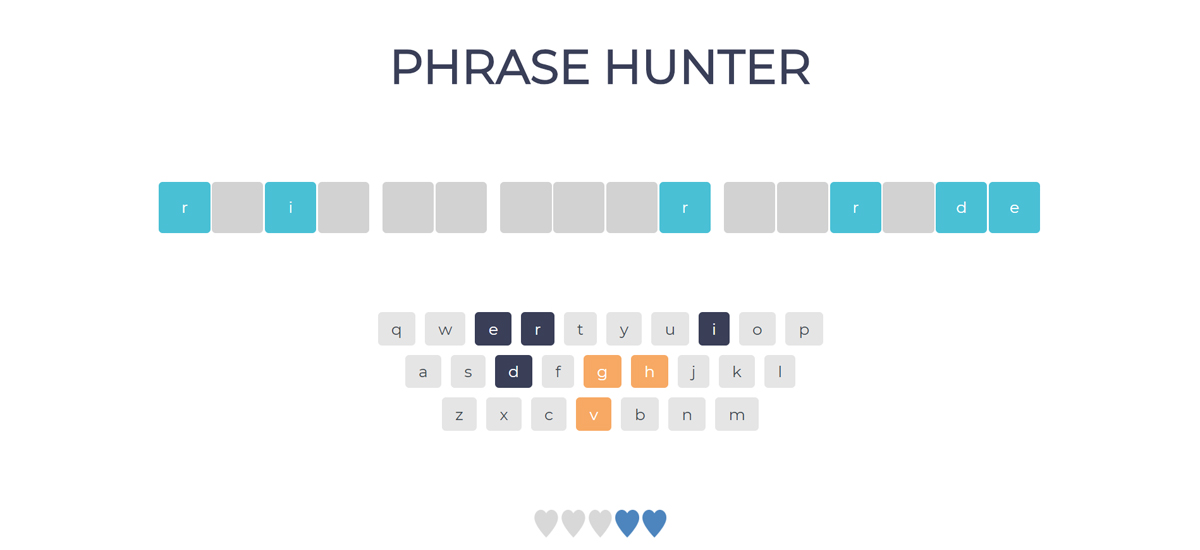 PHRASE HUNTER
r i r r d e
q w e r t y u i o p
a s d f g h j k l
z x c v b n m